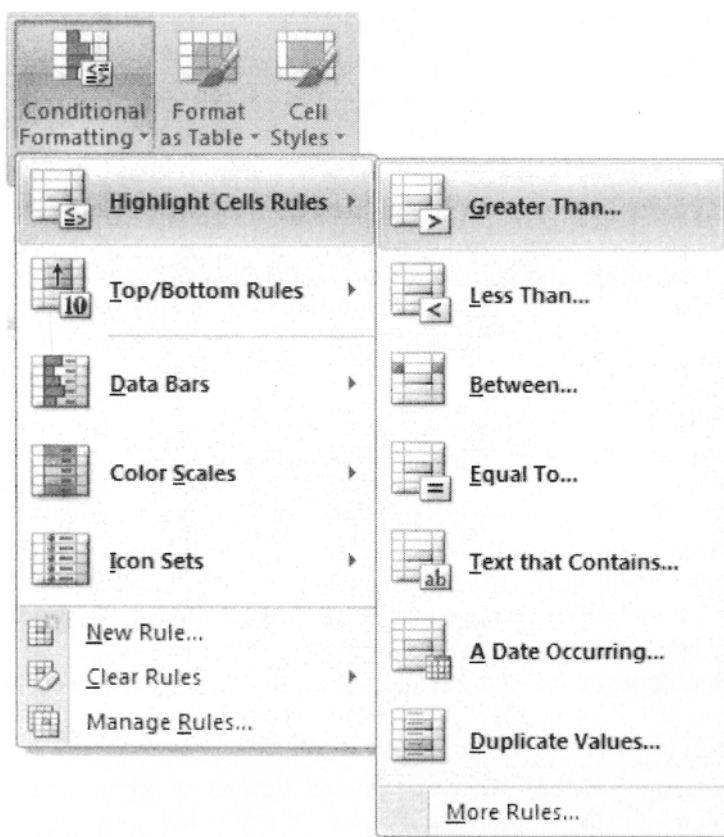 Conditional Formatting
Format as Table
Cell Styles
Highlight Cells Rules
Top/Bottom Rules
10
Data Bars
Color Scales
Icon Sets
New Rule...
Clear Rules
Manage Rules...
Greater Than...
Less Than...
Between...
Equal To...
Text that Contains...
ab
A Date Occurring...
Duplicate Values...
More Rules...